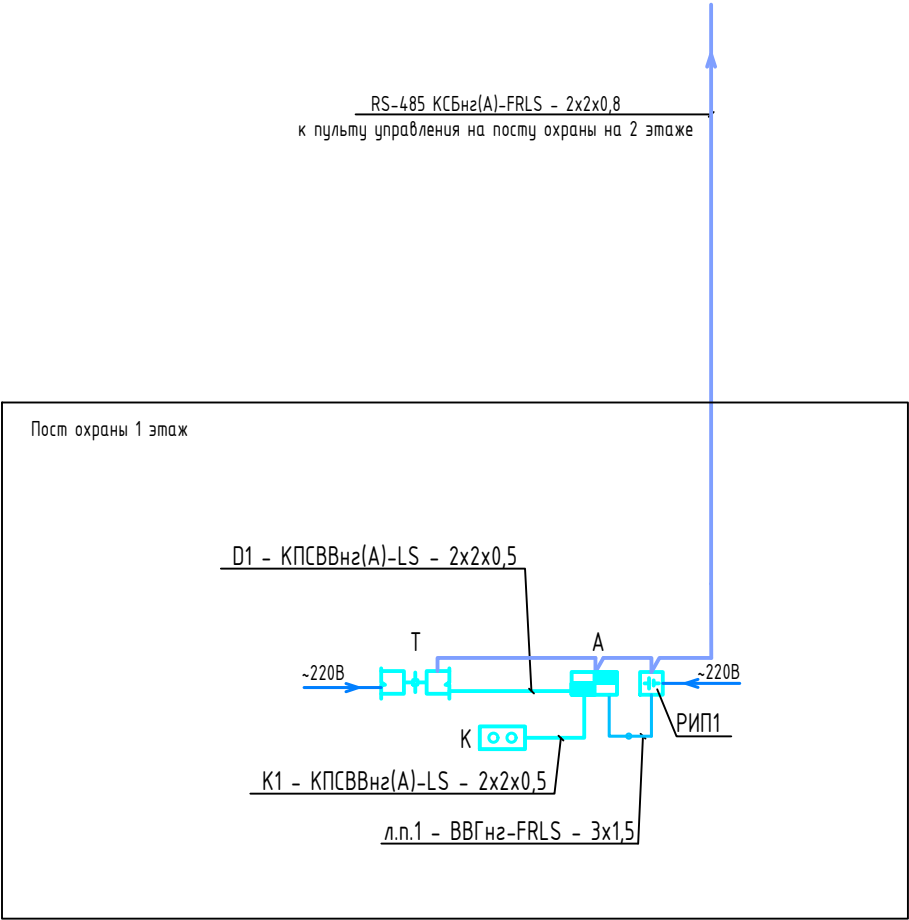 RS-485 КСБнг(А)-FRLS - 2х2х0,8
к пульту управления на посту охраны на 2 этаже
Пост охраны 1 этаж
D1 - КПСВВнг(А)-LS - 2х2х0,5
Т
А
~220В
~220В
К
РИП1
К1 - КПСВВнг(А)-LS - 2х2х0,5
л.п.1 - ВВГнг-FRLS - 3х1,5